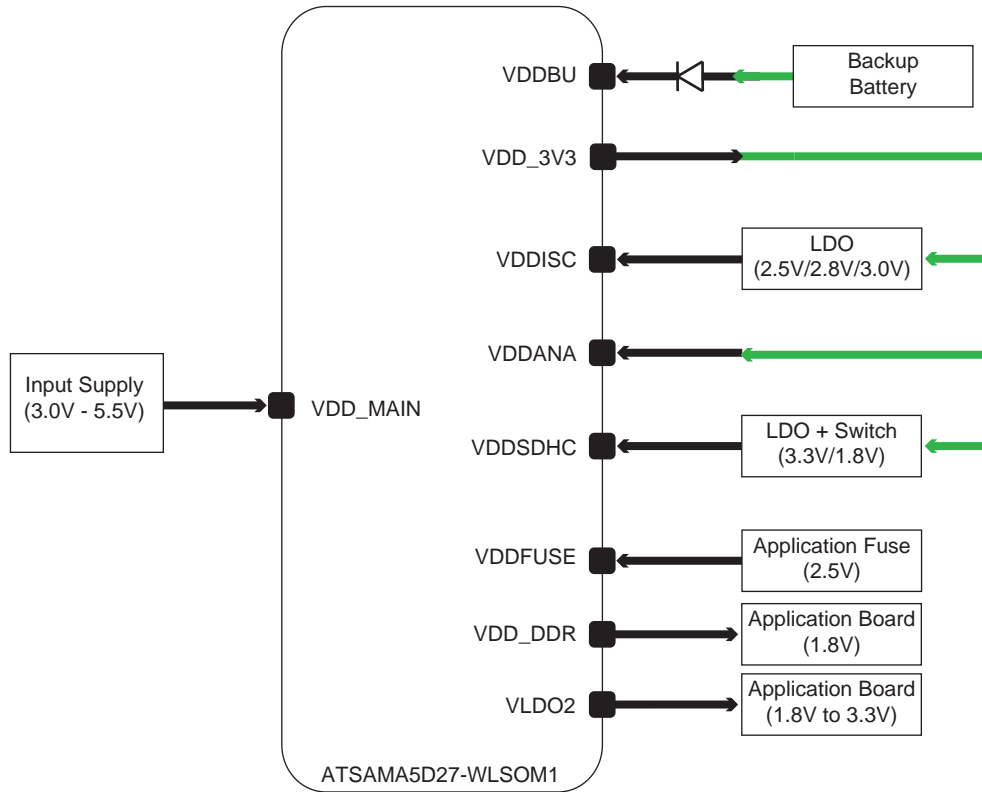 VDDBU
Backup
Battery
VDD_3V3
VDDISC
LDO
(2.5V/2.8V/3.0V)
VDDANA
Input Supply
(3.0V - 5.5V)
VDD_MAIN
VDDSDHC
LDO + Switch
(3.3V/1.8V)
VDDFUSE
Application Fuse
(2.5V)
VDD_DDR
Application Board
(1.8V)
VLDO2
Application Board
(1.8V to 3.3V)
ATSAMA5D27-WLSOM1